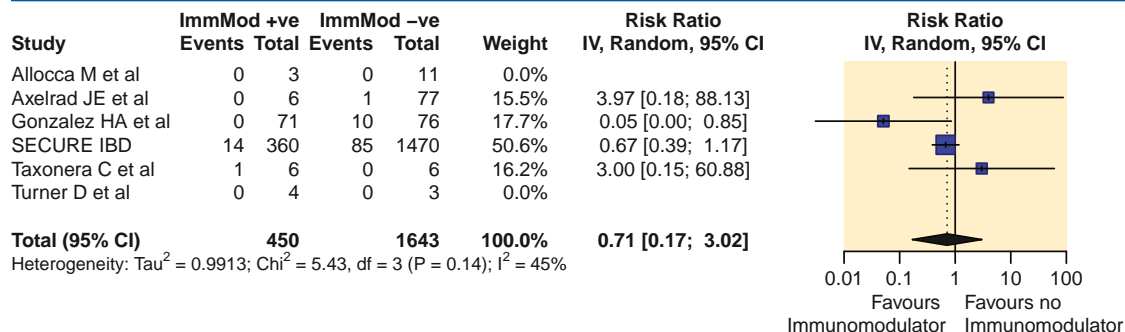 ImmMod +ve ImmMod −ve Risk Ratio Risk Ratio
Study Events Total Events Total Weight IV, Random, 95% CI IV, Random, 95% CI
Allocca M et al 0 3 0 11 0.0%
Axelrad JE et al 0 6 1 77 15.5% 3.97 [0.18; 88.13]
Gonzalez HA et al 0 71 10 76 17.7% 0.05 [0.00; 0.85]
SECURE IBD 14 360 85 1470 50.6% 0.67 [0.39; 1.17]
Taxonera C et al 1 6 0 6 16.2% 3.00 [0.15; 60.88]
Turner D et al 0 4 0 3 0.0%
Total (95% CI) 450 1643 100.0% 0.71 [0.17; 3.02]
Heterogeneity: Tau² = 0.9913; Chi² = 5.43, df = 3 (P = 0.14); I² = 45%
0.01 0.1 1 10 100
Favours Favours no
Immunomodulator Immunomodulator